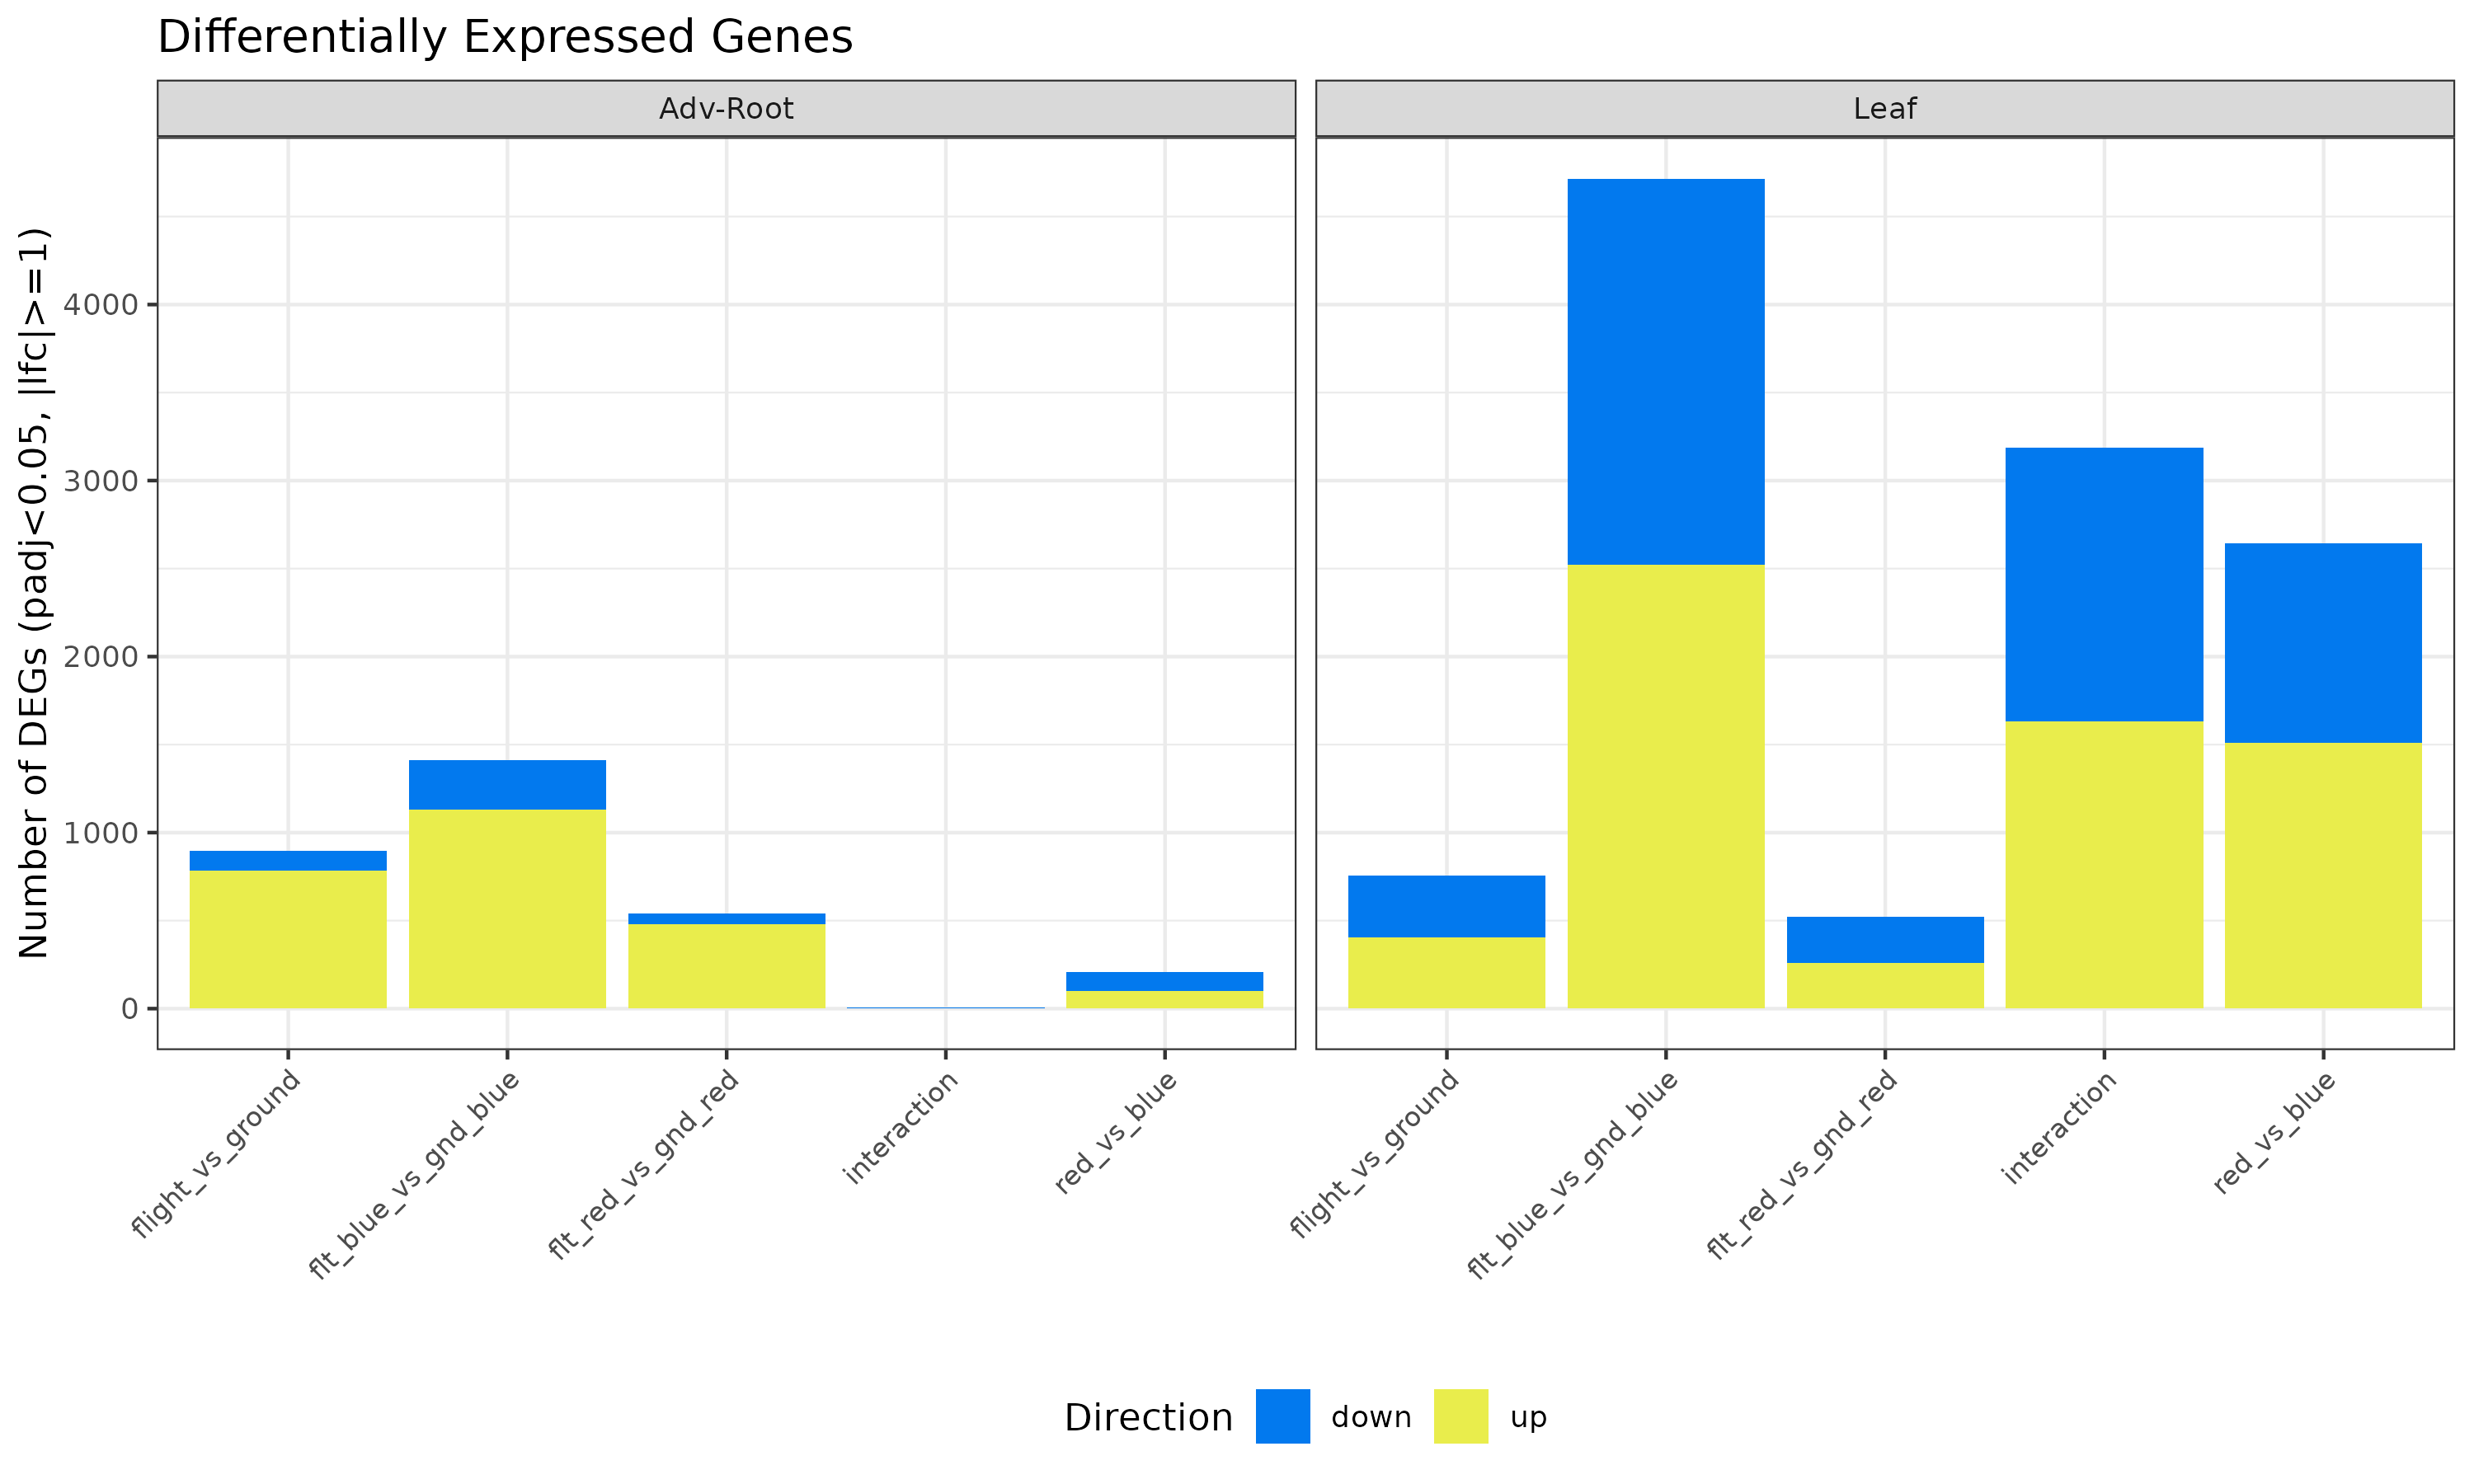 Differentially Expressed Genes
Adv-Root
Leaf
Number of DEGs (padj<0.05, |lfc|>=1)
4000
3000
2000
1000
0
flight_vs_ground
flt_blue_vs_gnd_blue
flt_red_vs_gnd_red
interaction
red_vs_blue
flight_vs_ground
flt_blue_vs_gnd_blue
flt_red_vs_gnd_red
interaction
red_vs_blue
Direction down up